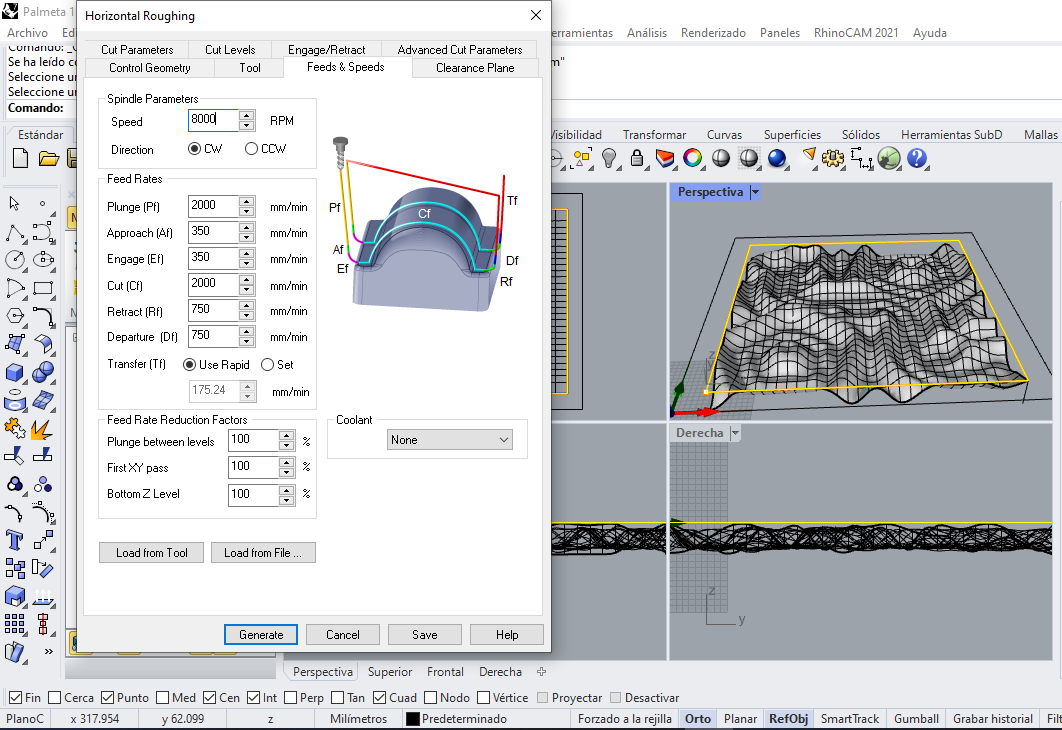 Palmeta 1
Horizontal Roughing
Archivo
Ed
erramientas Análisis Renderizado Paneles RhinoCAM 2021 Ayuda
Comando: _
Se ha leído co
m"
Seleccione un
Seleccione un
Comando:
Cut Parameters Cut Levels Engage/Retract Advanced Cut Parameters
Control Geometry Tool Feeds & Speeds Clearance Plane
Estándar
isibilidad Transformar Curvas Superficies Sólidos Herramientas SubD Mallas
Spindle Parameters
Speed 8000 RPM
Direction CW CCW
Feed Rates
Plunge (Pf) 2000 mm/min
Approach (Af) 350 mm/min
Engage (Ef) 350 mm/min
Cut (Cf) 2000 mm/min
Retract (Rf) 750 mm/min
Departure (Df) 750 mm/min
Transfer (Tf) Use Rapid Set
175.24 mm/min
Feed Rate Reduction Factors
Plunge between levels 100 %
First XY pass 100 %
Bottom Z Level 100 %
Load from Tool Load from File ...
Pf
Af
Ef
Cf
Tf
Df
Rf
Coolant
None
Generate Cancel Save Help
Perspectiva
z
Derecha
z
y
Perspectiva Superior Frontal Derecha
Fin Cerca Punto Med Cen Int Perp Tan Cuad Nodo Vértice Proyectar Desactivar
PlanoC x 317.954 y 62.099 z Milímetros Predeterminado Forzado a la rejilla Orto Planar RefObj SmartTrack Gumball Grabar historial Filt